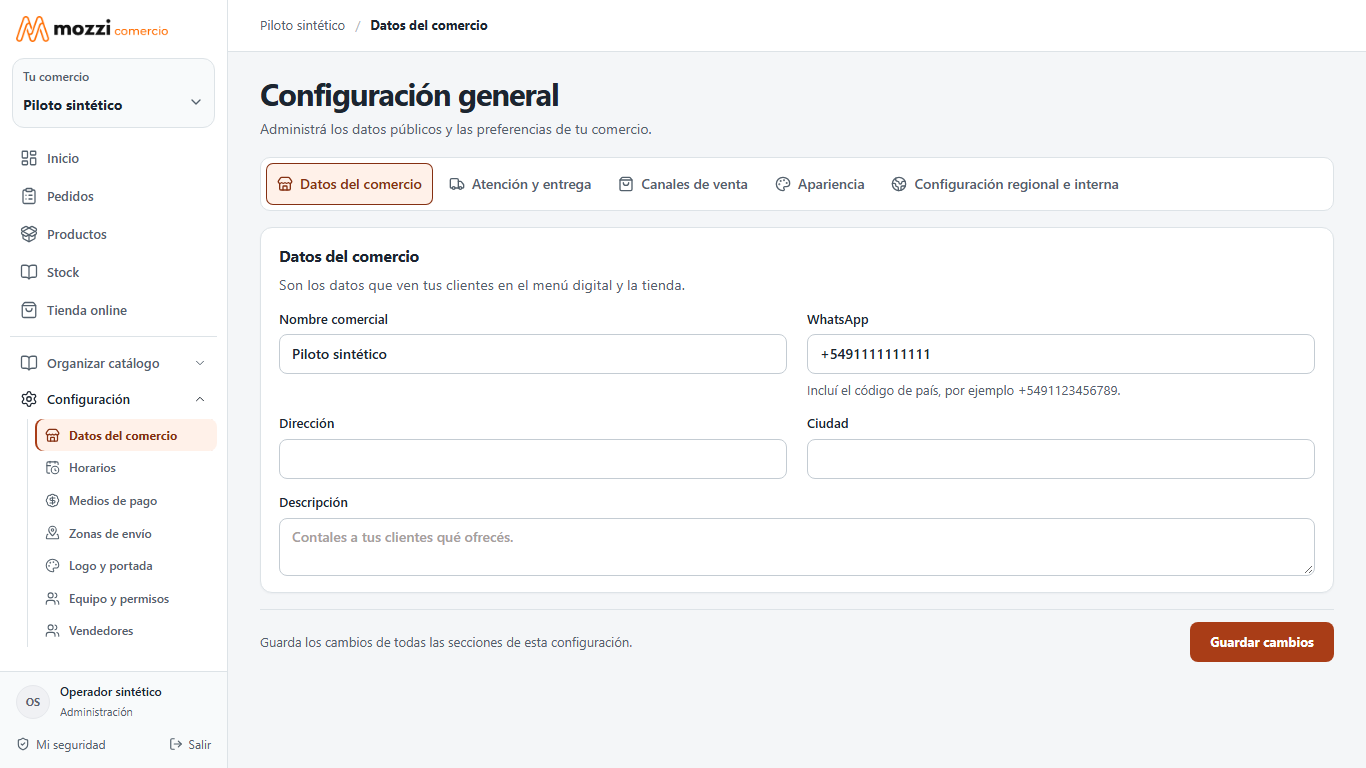 mozzi comercio
Tu comercio
Piloto sintético
Inicio
Pedidos
Productos
Stock
Tienda online
Organizar catálogo
Configuración
Datos del comercio
Horarios
Medios de pago
Zonas de envío
Logo y portada
Equipo y permisos
Vendedores
OS
Operador sintético
Administración
Mi seguridad
Salir
Piloto sintético / Datos del comercio
Configuración general
Administrá los datos públicos y las preferencias de tu comercio.
Datos del comercio
Atención y entrega
Canales de venta
Apariencia
Configuración regional e interna
Datos del comercio
Son los datos que ven tus clientes en el menú digital y la tienda.
Nombre comercial
Piloto sintético
WhatsApp
+5491111111111
Incluí el código de país, por ejemplo +5491123456789.
Dirección
Ciudad
Descripción
Contales a tus clientes qué ofrecés.
Guarda los cambios de todas las secciones de esta configuración.
Guardar cambios